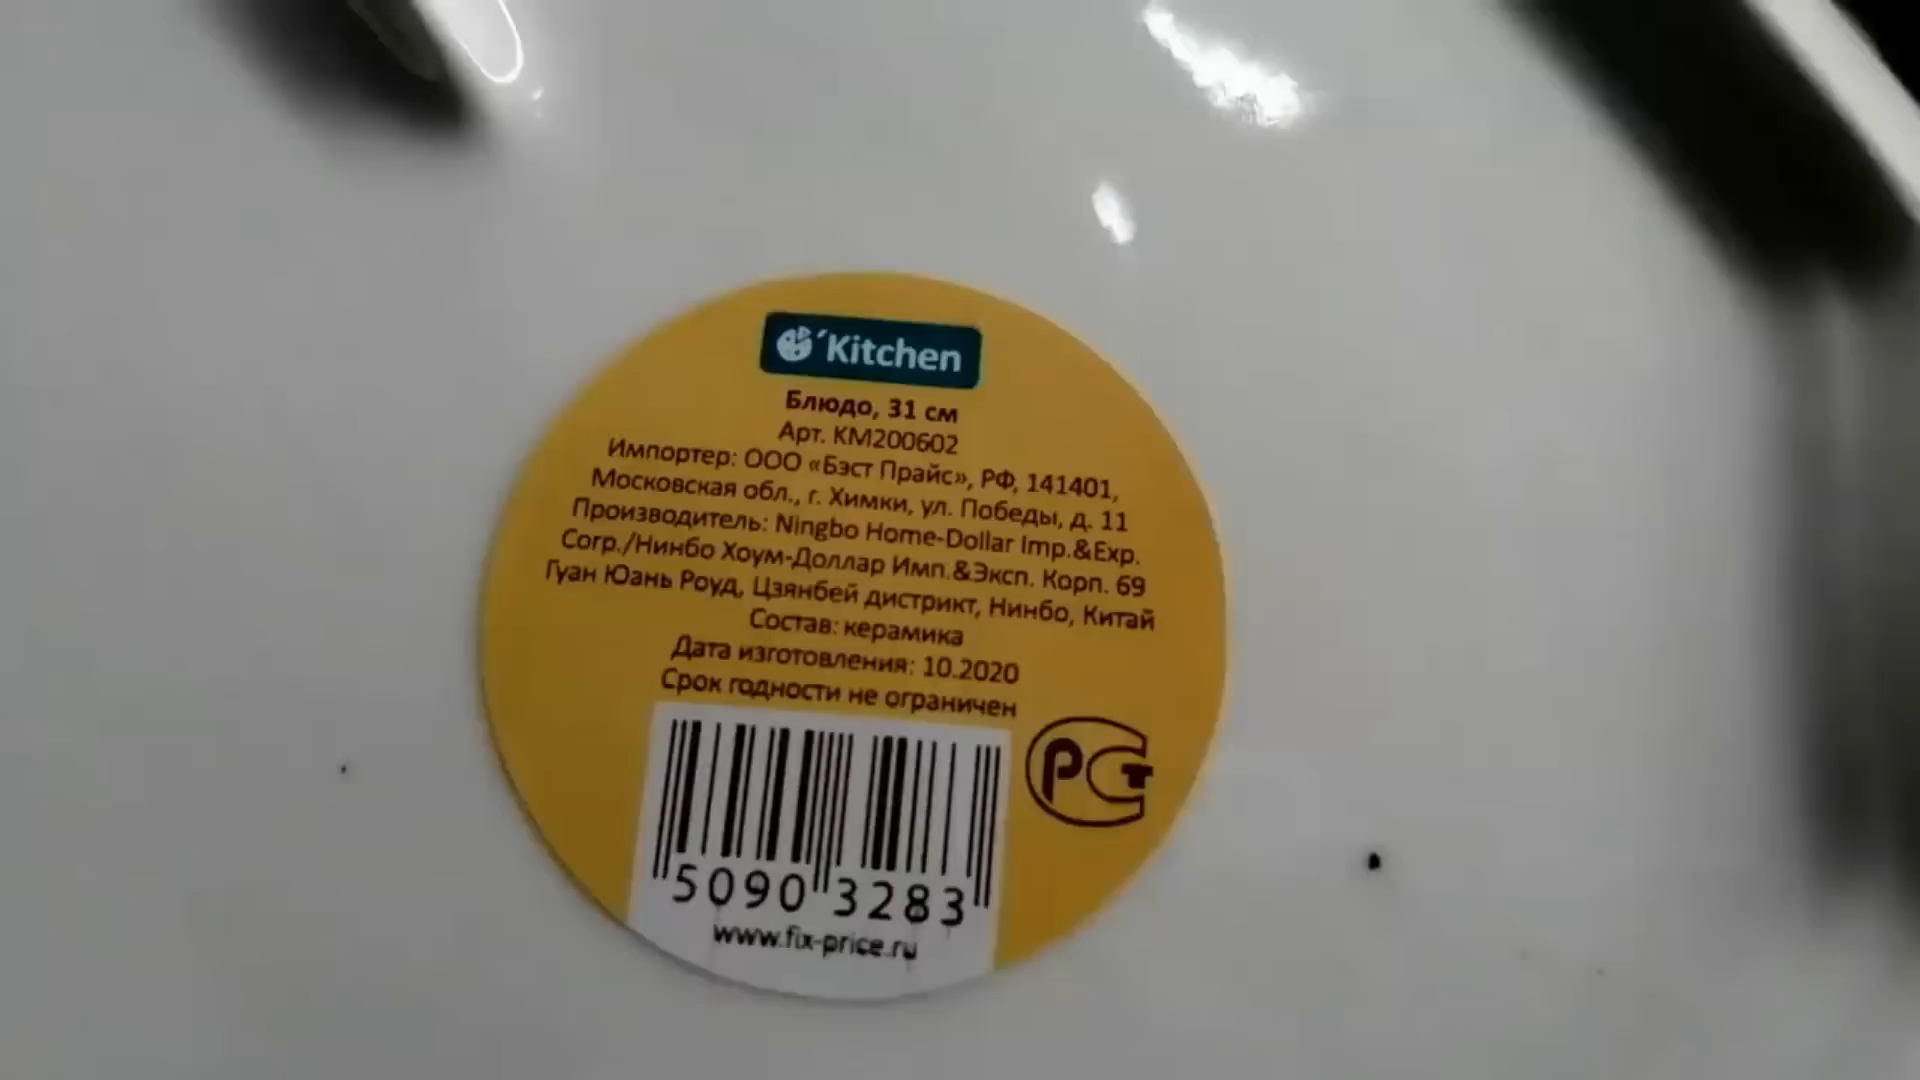 ´Kitchen
Блюдо, 31 см
Арт. КМ200602
Импортер: ООО «Бэст Прайс», РФ, 141401,
Московская обл., г. Химки, ул. Победы, д. 11
Производитель: Ningbo Home-Dollar Imp.&Exp.
Corp./Нинбо Хоум-Доллар Имп.&Эксп. Корп. 69
Гуан Юань Роуд, Цзянбей дистрикт, Нинбо, Китай
Состав: керамика
Дата изготовления: 10.2020
Срок годности не ограничен
РСТ
5090 3283
www.fix-price.ru